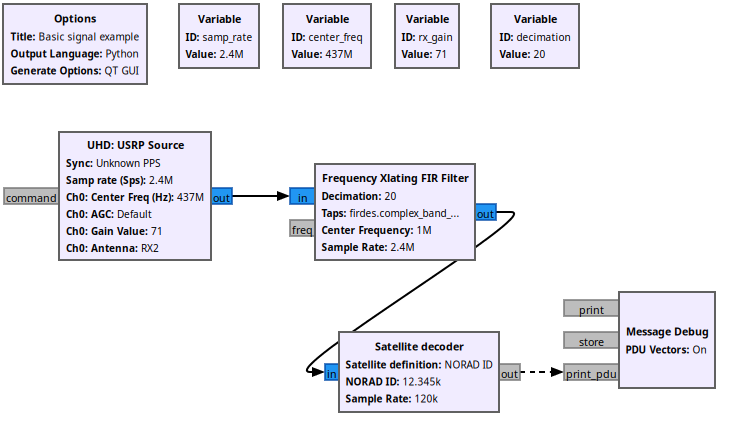 Options
Title: Basic signal example
Output Language: Python
Generate Options: QT GUI
Variable
ID: samp_rate
Value: 2.4M
Variable
ID: center_freq
Value: 437M
Variable
ID: rx_gain
Value: 71
Variable
ID: decimation
Value: 20
UHD: USRP Source
Sync: Unknown PPS
Samp rate (Sps): 2.4M
Ch0: Center Freq (Hz): 437M
Ch0: AGC: Default
Ch0: Gain Value: 71
Ch0: Antenna: RX2
command
out
Frequency Xlating FIR Filter
Decimation: 20
Taps: firdes.complex_band_...
Center Frequency: 1M
Sample Rate: 2.4M
in
freq
out
Satellite decoder
Satellite definition: NORAD ID
NORAD ID: 12.345k
Sample Rate: 120k
in
out
print
store
print_pdu
Message Debug
PDU Vectors: On